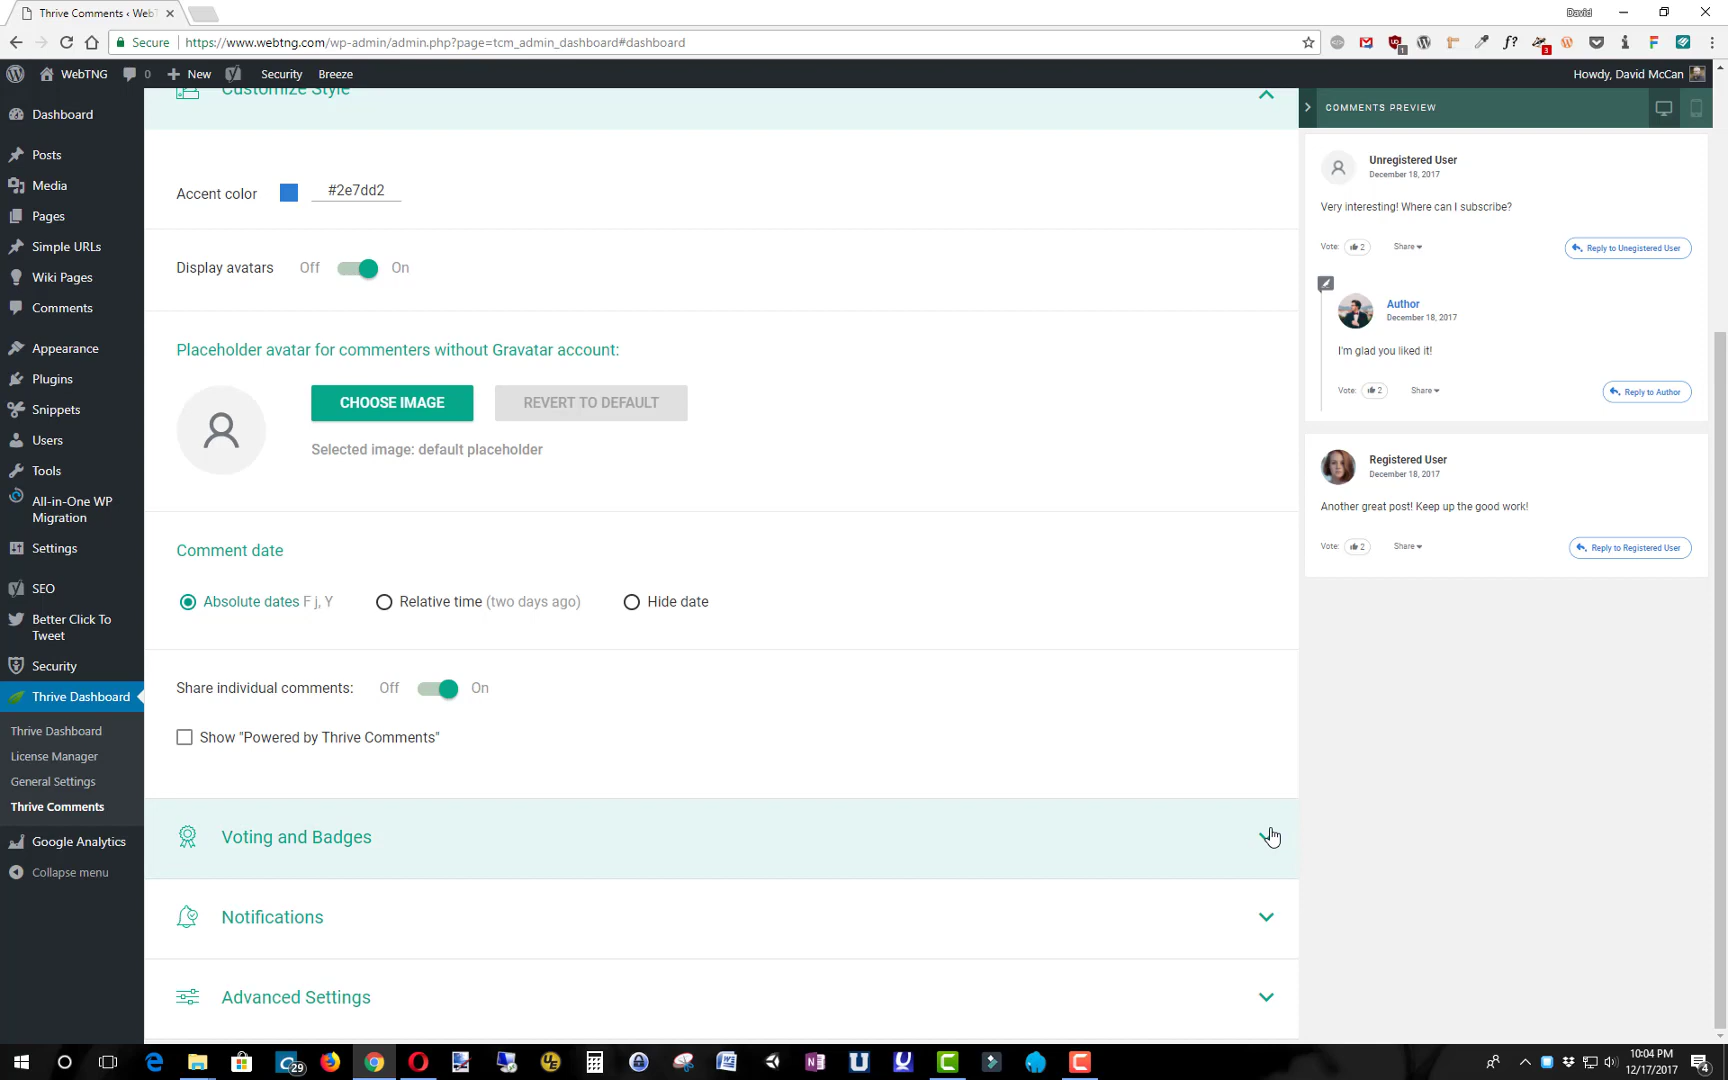 Thrive Comments ‹ WebT
David
Secure
https://www.webtng.com/wp-admin/admin.php?page=tcm_admin_dashboard#dashboard
WebTNG
0
New
Security
Breeze
Howdy, David McCan
Dashboard
Posts
Media
Pages
Simple URLs
Wiki Pages
Comments
Appearance
Plugins
Snippets
Users
Tools
All-in-One WP
Migration
Settings
SEO
Better Click To
Tweet
Security
Thrive Dashboard
Thrive Dashboard
License Manager
General Settings
Thrive Comments
Google Analytics
Collapse menu
Customize Style
Accent color #2e7dd2
Display avatars Off On
Placeholder avatar for commenters without Gravatar account:
CHOOSE IMAGE REVERT TO DEFAULT
Selected image: default placeholder
Comment date
Absolute dates F j, Y Relative time (two days ago) Hide date
Share individual comments: Off On
Show "Powered by Thrive Comments"
Voting and Badges
Notifications
Advanced Settings
COMMENTS PREVIEW
Unregistered User
December 18, 2017
Very interesting! Where can I subscribe?
Vote: 2 Share Reply to Unegistered User
Author
December 18, 2017
I'm glad you liked it!
Vote: 2 Share Reply to Author
Registered User
December 18, 2017
Another great post! Keep up the good work!
Vote: 2 Share Reply to Registered User
29
10:04 PM
12/17/2017
4